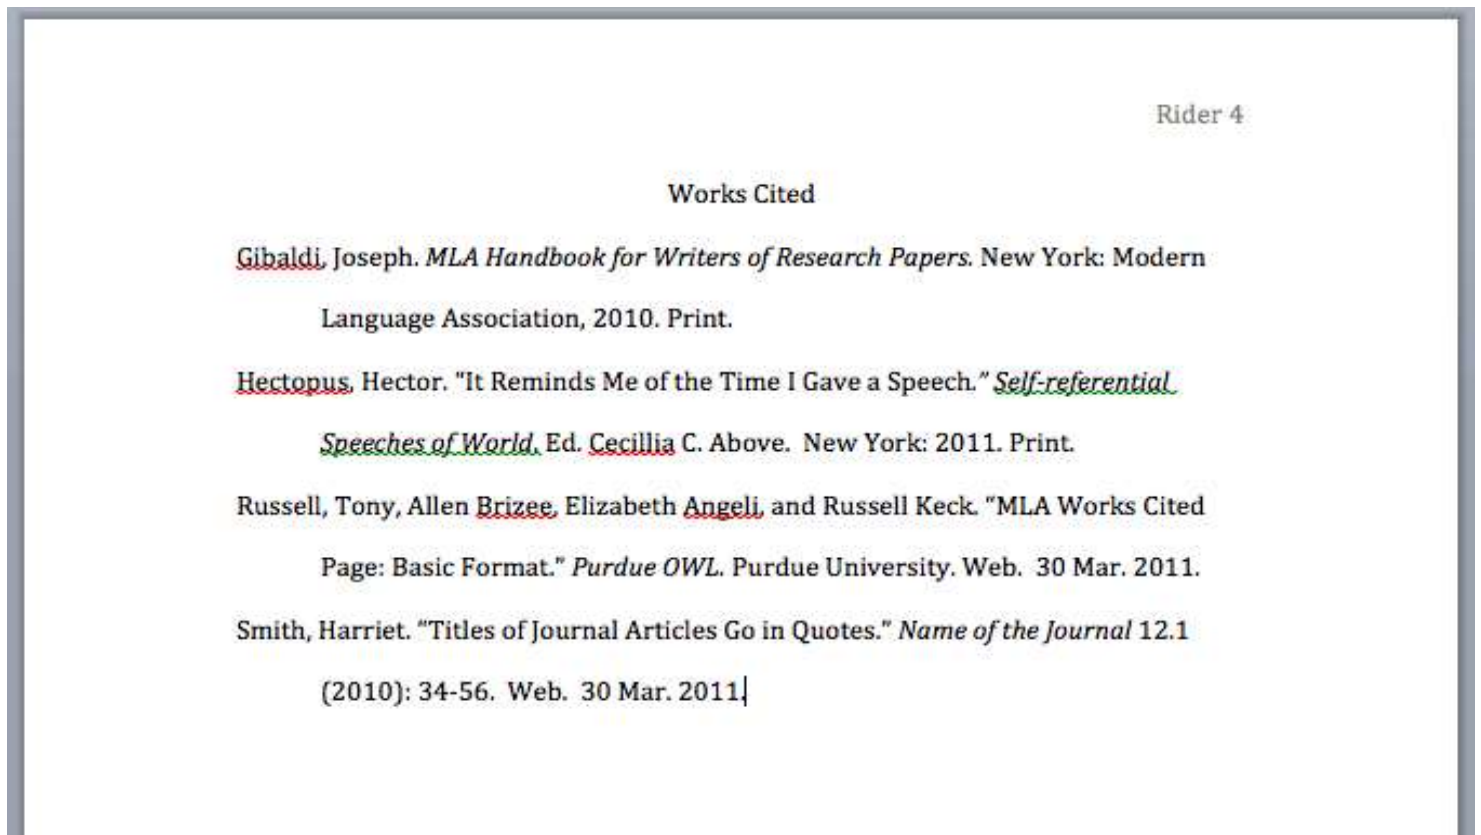 Rider 4
Works Cited
Gibaldi, Joseph. MLA Handbook for Writers of Research Papers. New York: Modern
Language Association, 2010. Print.
Hectopus, Hector. “It Reminds Me of the Time I Gave a Speech.” Self-referential
Speeches of World. Ed. Cecillia C. Above.  New York: 2011. Print.
Russell, Tony, Allen Brizee, Elizabeth Angeli, and Russell Keck. “MLA Works Cited
Page: Basic Format.” Purdue OWL. Purdue University. Web.  30 Mar. 2011.
Smith, Harriet. “Titles of Journal Articles Go in Quotes.” Name of the Journal 12.1
(2010): 34-56.  Web.  30 Mar. 2011.